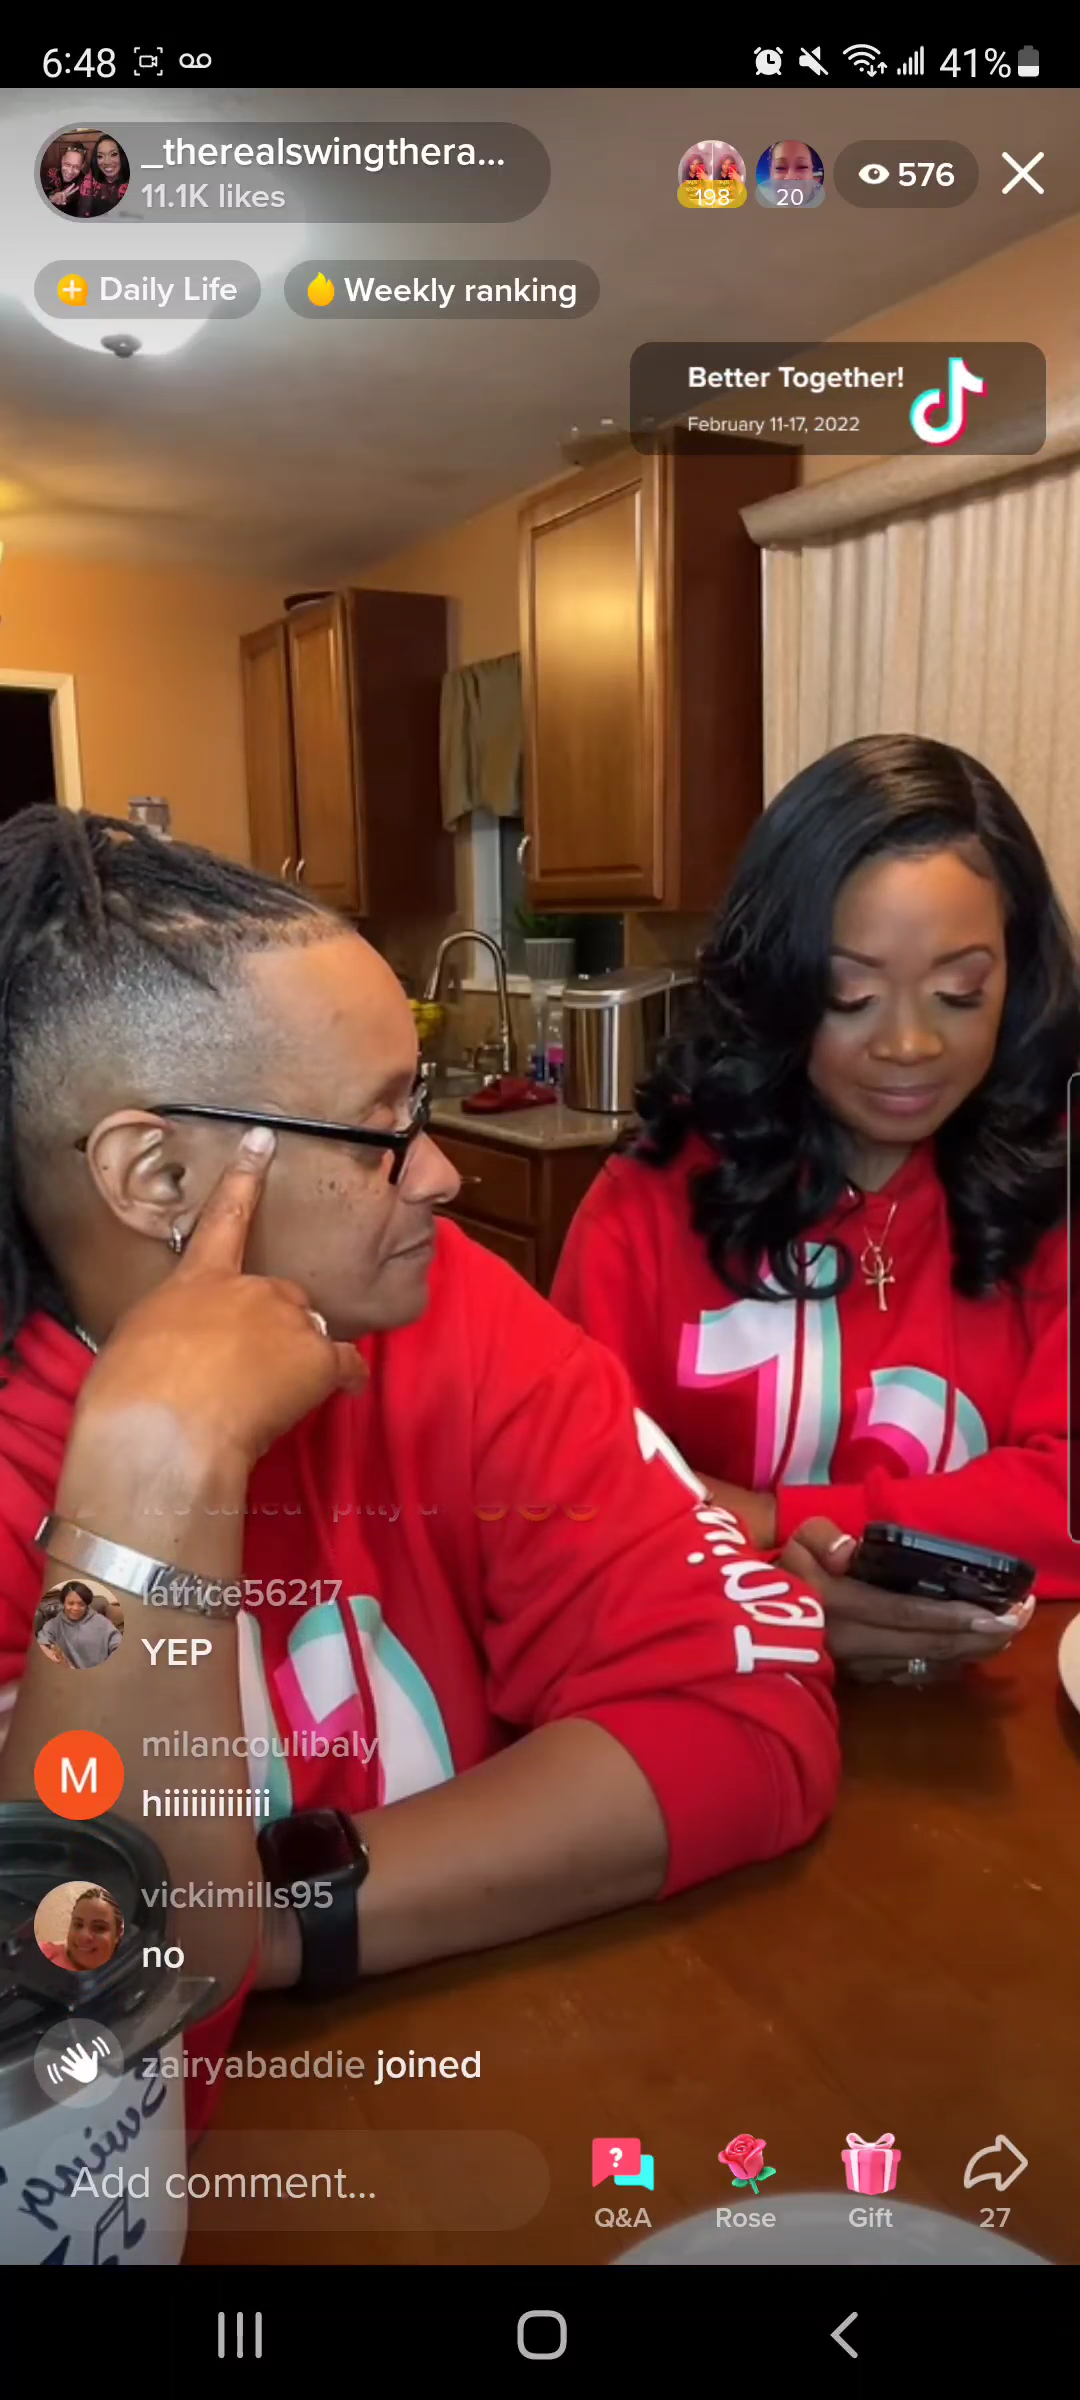 6:48
41%
_therealswingthera...
11.1K likes
198
20
576
Daily Life
Weekly ranking
Better Together!
February 11-17, 2022
Tamina
latrice56217
YEP
milancoulibaly
M
hiiiiiiiiiiii
vickimills95
no
zairyabaddie joined
Add comment...
Q&A
Rose
Gift
27